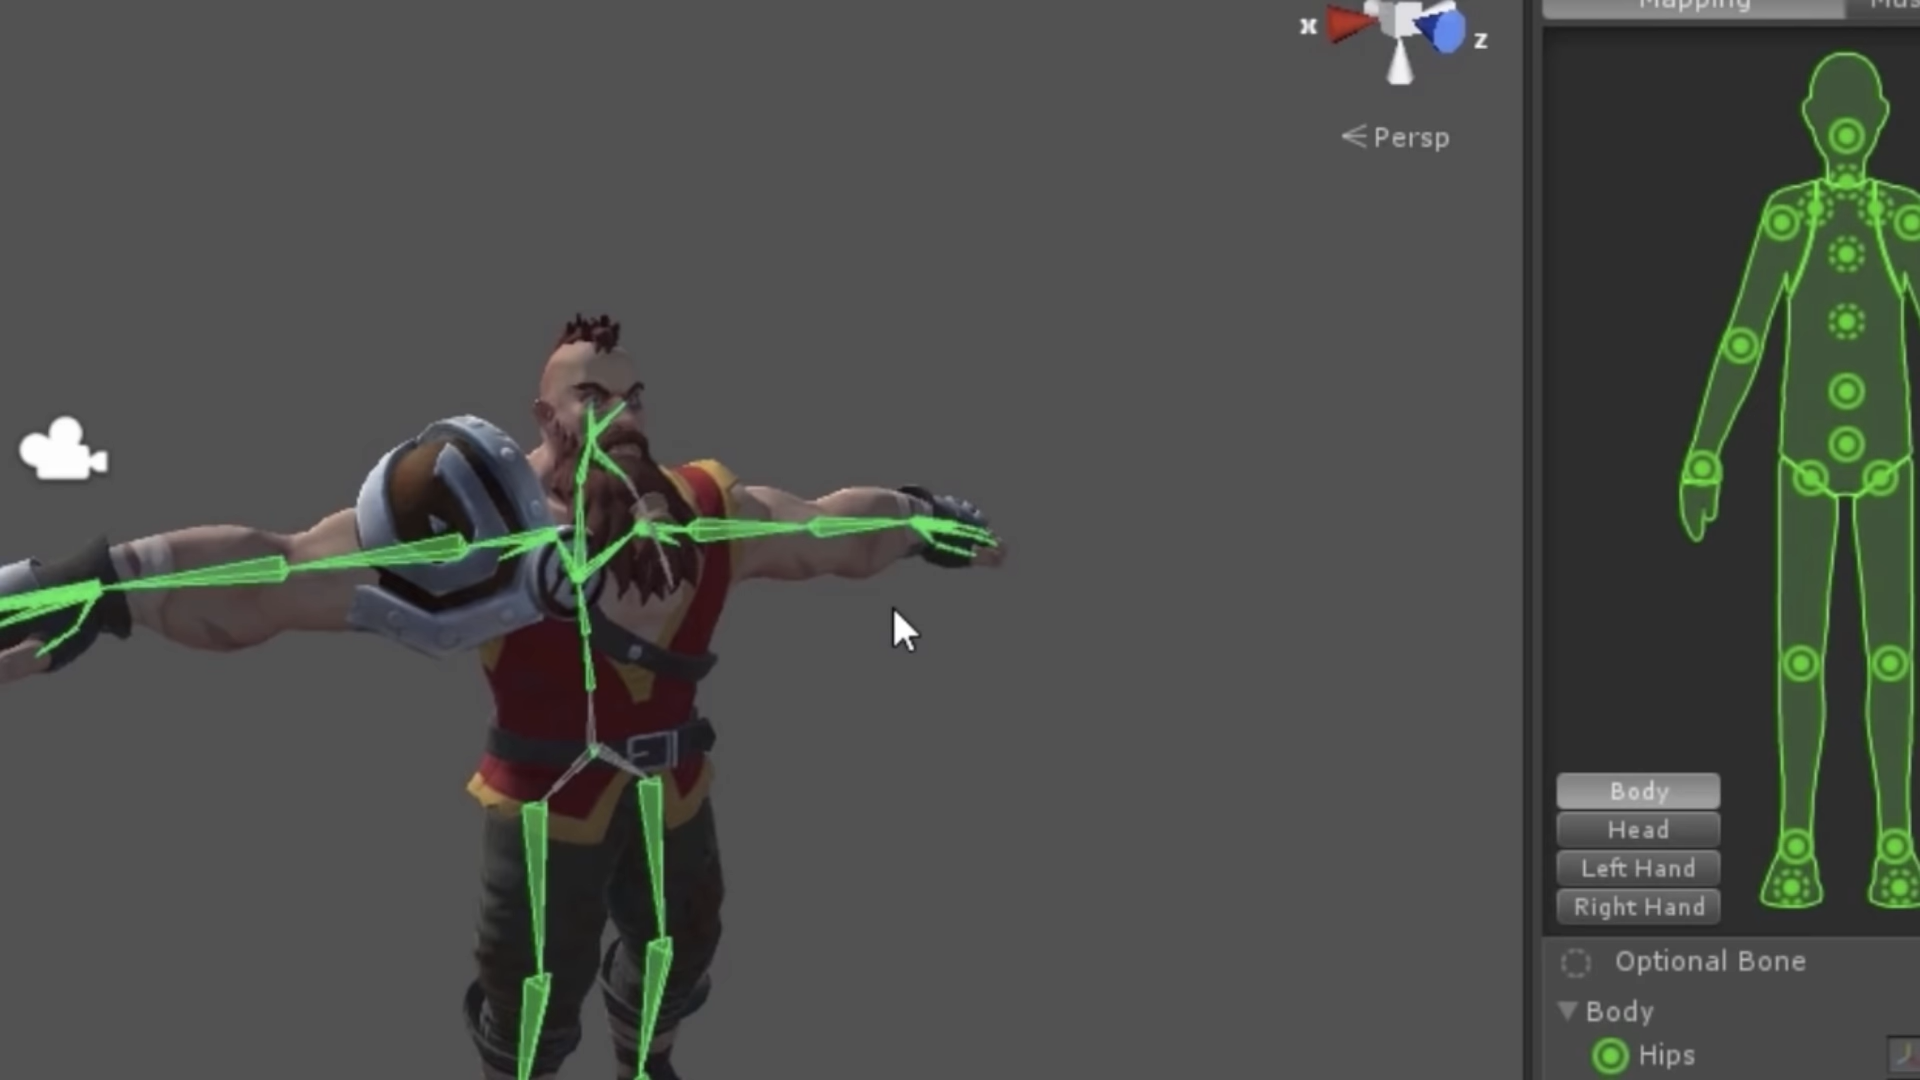 Mapping
x
z
Persp
Body
Head
Left Hand
Right Hand
Optional Bone
Body
Hips